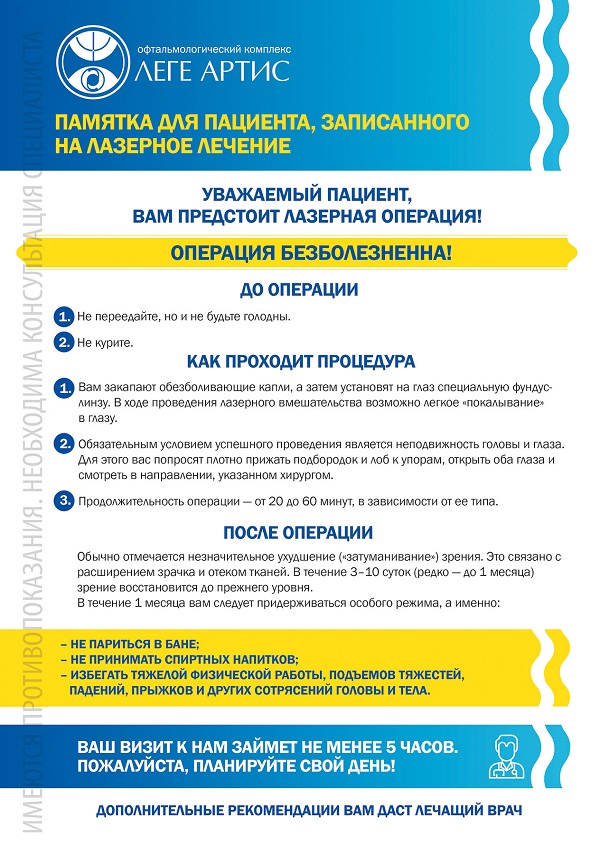 офтальмологический комплекс
ЛЕГЕ АРТИС
ПАМЯТКА ДЛЯ ПАЦИЕНТА, ЗАПИСАННОГО
НА ЛАЗЕРНОЕ ЛЕЧЕНИЕ
УВАЖАЕМЫЙ ПАЦИЕНТ,
ВАМ ПРЕДСТОИТ ЛАЗЕРНАЯ ОПЕРАЦИЯ!
ОПЕРАЦИЯ БЕЗБОЛЕЗНЕННА!
ДО ОПЕРАЦИИ
1. Не переедайте, но и не будьте голодны.
2. Не курите.
КАК ПРОХОДИТ ПРОЦЕДУРА
1. Вам закапают обезболивающие капли, а затем установят на глаз специальную фундус-
линзу. В ходе проведения лазерного вмешательства возможно легкое «покалывание»
в глазу.
2. Обязательным условием успешного проведения является неподвижность головы и глаза.
Для этого вас попросят плотно прижать подбородок и лоб к упорам, открыть оба глаза и
смотреть в направлении, указанном хирургом.
3. Продолжительность операции — от 20 до 60 минут, в зависимости от ее типа.
ПОСЛЕ ОПЕРАЦИИ
Обычно отмечается незначительное ухудшение («затуманивание») зрения. Это связано с
расширением зрачка и отеком тканей. В течение 3–10 суток (редко — до 1 месяца)
зрение восстановится до прежнего уровня.
В течение 1 месяца вам следует придерживаться особого режима, а именно:
– НЕ ПАРИТЬСЯ В БАНЕ;
– НЕ ПРИНИМАТЬ СПИРТНЫХ НАПИТКОВ;
– ИЗБЕГАТЬ ТЯЖЕЛОЙ ФИЗИЧЕСКОЙ РАБОТЫ, ПОДЪЕМОВ ТЯЖЕСТЕЙ,
ПАДЕНИЙ, ПРЫЖКОВ И ДРУГИХ СОТРЯСЕНИЙ ГОЛОВЫ И ТЕЛА.
ВАШ ВИЗИТ К НАМ ЗАЙМЕТ НЕ МЕНЕЕ 5 ЧАСОВ.
ПОЖАЛУЙСТА, ПЛАНИРУЙТЕ СВОЙ ДЕНЬ!
ДОПОЛНИТЕЛЬНЫЕ РЕКОМЕНДАЦИИ ВАМ ДАСТ ЛЕЧАЩИЙ ВРАЧ
ИМЕЮТСЯ ПРОТИВОПОКАЗАНИЯ. НЕОБХОДИМА КОНСУЛЬТАЦИЯ СПЕЦИАЛИСТА